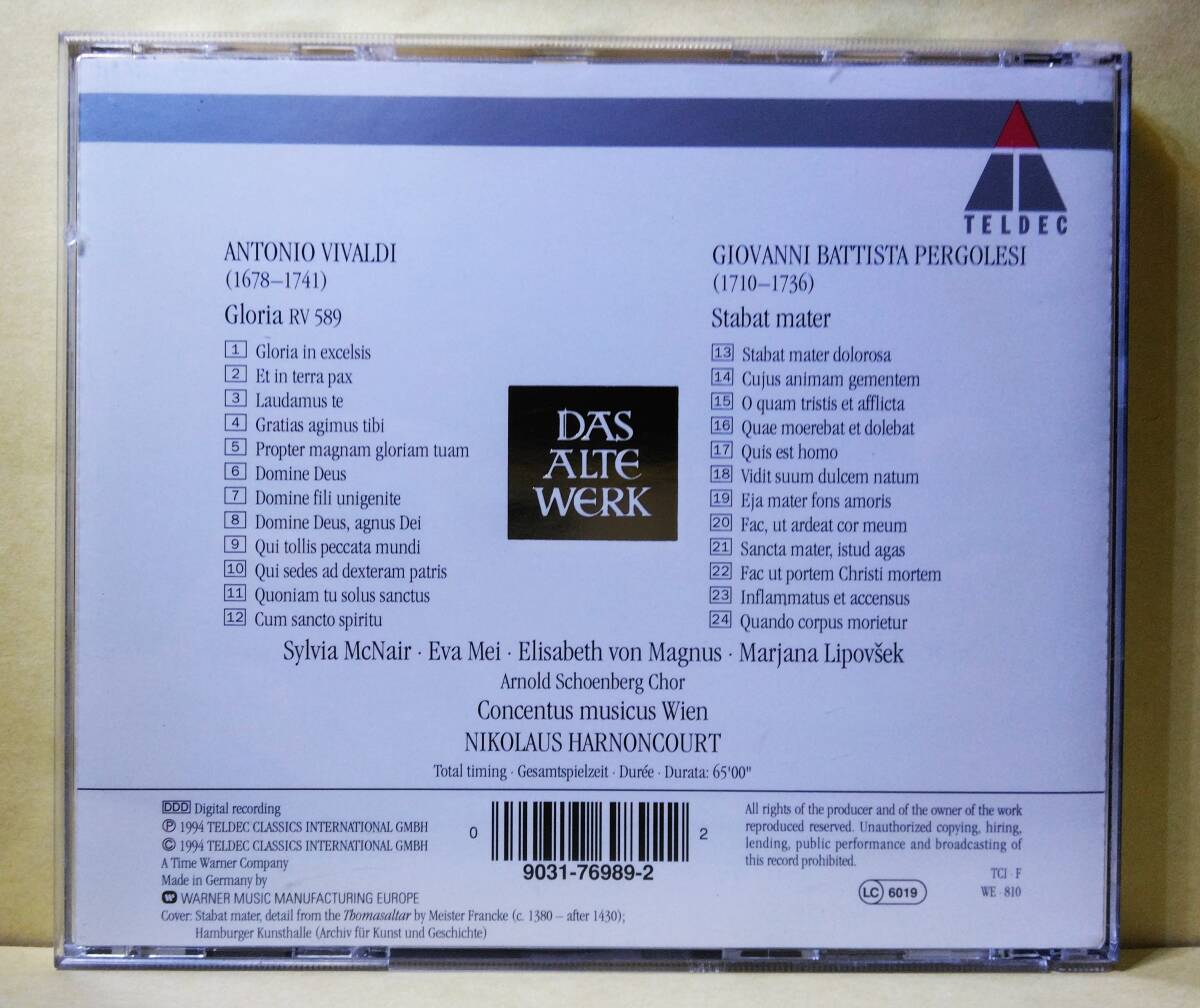 TELDEC
ANTONIO VIVALDI
(1678–1741)
Gloria RV 589
1 Gloria in excelsis
2 Et in terra pax
3 Laudamus te
4 Gratias agimus tibi
5 Propter magnam gloriam tuam
6 Domine Deus
7 Domine fili unigenite
8 Domine Deus, agnus Dei
9 Qui tollis peccata mundi
10 Qui sedes ad dexteram patris
11 Quoniam tu solus sanctus
12 Cum sancto spiritu
DAS
ALTE
WERK
GIOVANNI BATTISTA PERGOLESI
(1710–1736)
Stabat mater
13 Stabat mater dolorosa
14 Cujus animam gementem
15 O quam tristis et afflicta
16 Quae moerebat et dolebat
17 Quis est homo
18 Vidit suum dulcem natum
19 Eja mater fons amoris
20 Fac, ut ardeat cor meum
21 Sancta mater, istud agas
22 Fac ut portem Christi mortem
23 Inflammatus et accensus
24 Quando corpus morietur
Sylvia McNair · Eva Mei · Elisabeth von Magnus · Marjana Lipovšek
Arnold Schoenberg Chor
Concentus musicus Wien
NIKOLAUS HARNONCOURT
Total timing · Gesamtspielzeit · Durée · Durata: 65'00"
DDD Digital recording
℗ 1994 TELDEC CLASSICS INTERNATIONAL GMBH
© 1994 TELDEC CLASSICS INTERNATIONAL GMBH
A Time Warner Company
Made in Germany by
WARNER MUSIC MANUFACTURING EUROPE
Cover: Stabat mater, detail from the Thomasaltar by Meister Francke (c. 1380 – after 1430);
Hamburger Kunsthalle (Archiv für Kunst und Geschichte)
0 2
9031-76989-2
All rights of the producer and of the owner of the work
reproduced reserved. Unauthorized copying, hiring,
lending, public performance and broadcasting of
this record prohibited.
TCI · F
LC 6019
WE · 810